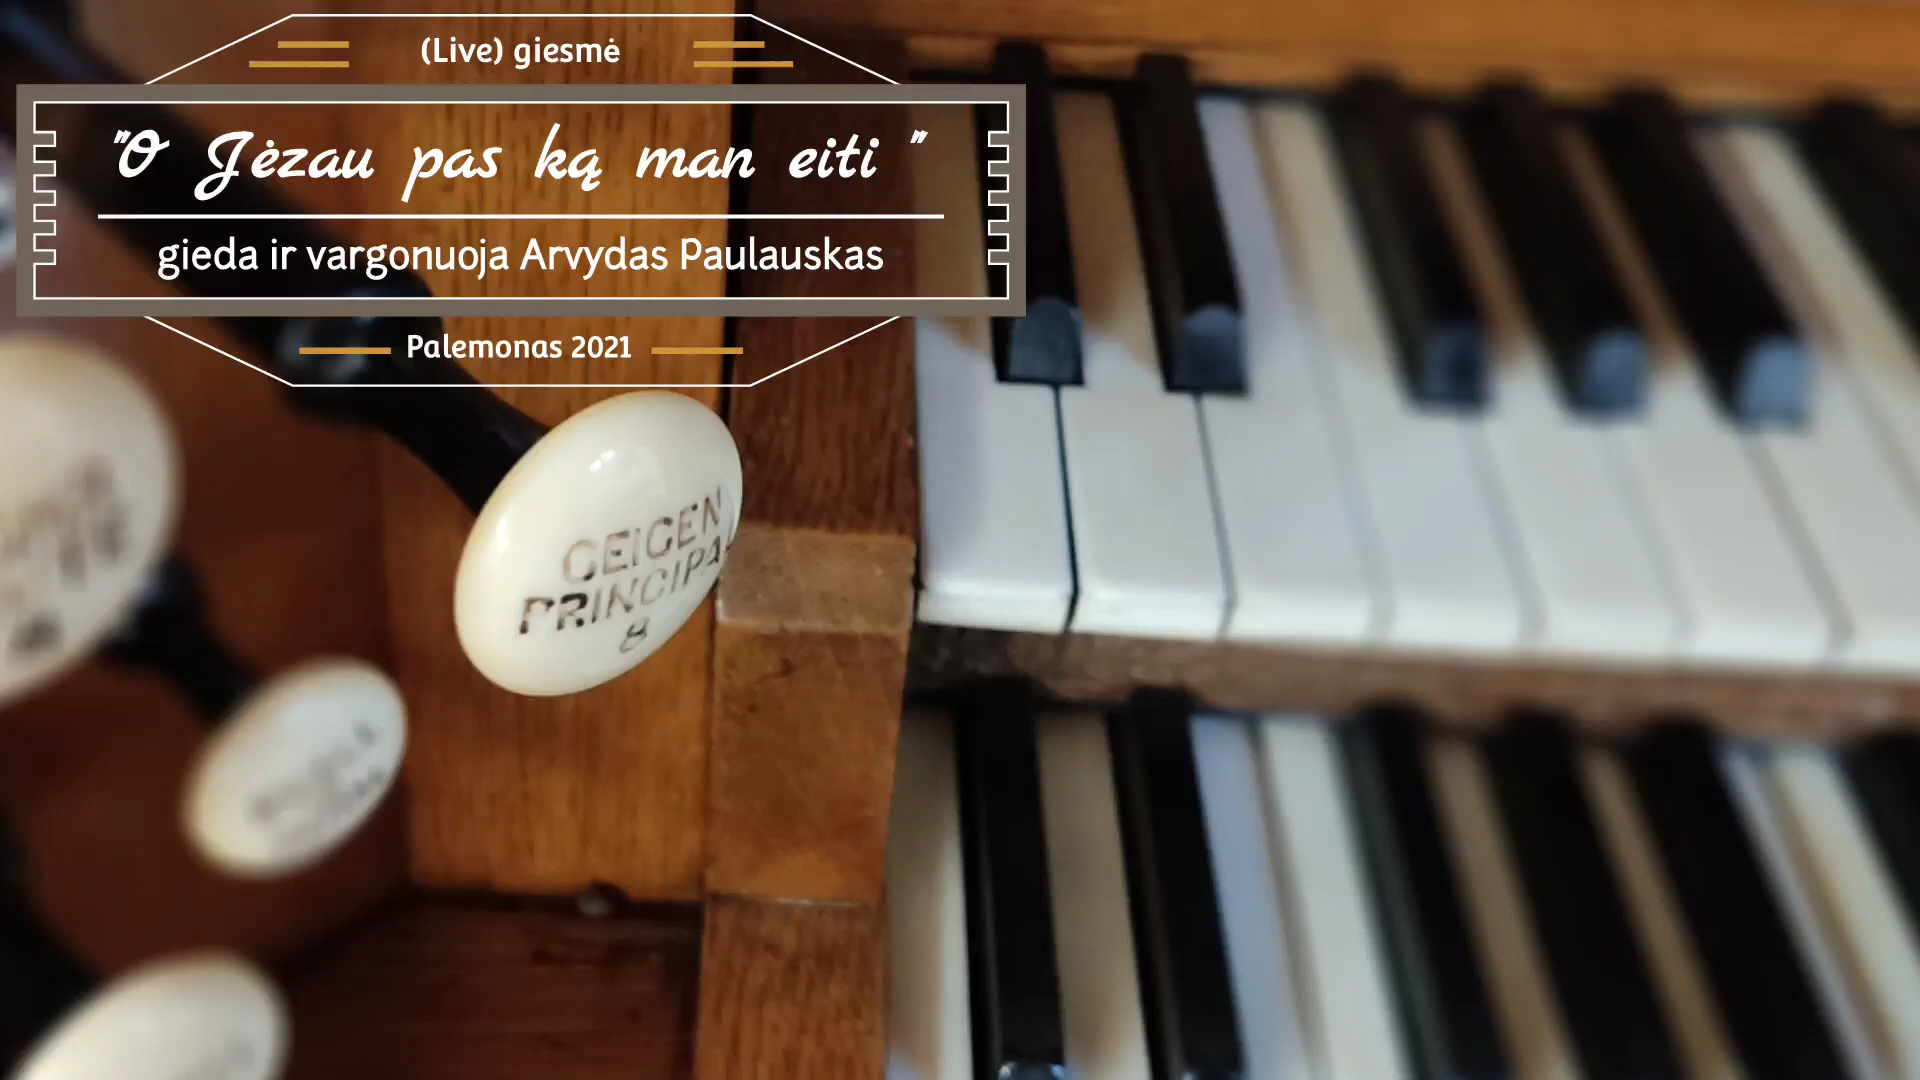 (Live) giesmė
"O Jėzau pas ką man eiti "
gieda ir vargonuoja Arvydas Paulauskas
Palemonas 2021
GEIGEN
PRINCIPAL
8